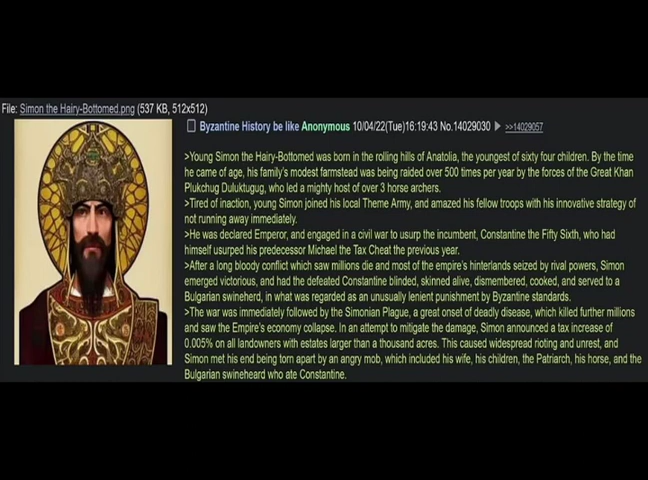 File: Simon the Hairy-Bottomed.png (537 KB, 512x512)
Byzantine History be like Anonymous 10/04/22(Tue)16:19:43 No.14029030 ▶ >>14029057
>Young Simon the Hairy-Bottomed was born in the rolling hills of Anatolia, the youngest of sixty four children. By the time
he came of age, his family's modest farmstead was being raided over 500 times per year by the forces of the Great Khan
Plukchug Duluktugug, who led a mighty host of over 3 horse archers.
>Tired of inaction, young Simon joined his local Theme Army, and amazed his fellow troops with his innovative strategy of
not running away immediately.
>He was declared Emperor, and engaged in a civil war to usurp the incumbent, Constantine the Fifty Sixth, who had
himself usurped his predecessor Michael the Tax Cheat the previous year.
>After a long bloody conflict which saw millions die and most of the empire's hinterlands seized by rival powers, Simon
emerged victorious, and had the defeated Constantine blinded, skinned alive, dismembered, cooked, and served to a
Bulgarian swineherd, in what was regarded as an unusually lenient punishment by Byzantine standards.
>The war was immediately followed by the Simonian Plague, a great onset of deadly disease, which killed further millions
and saw the Empire's economy collapse. In an attempt to mitigate the damage, Simon announced a tax increase of
0.005% on all landowners with estates larger than a thousand acres. This caused widespread rioting and unrest, and
Simon met his end being torn apart by an angry mob, which included his wife, his children, the Patriarch, his horse, and the
Bulgarian swineheard who ate Constantine.